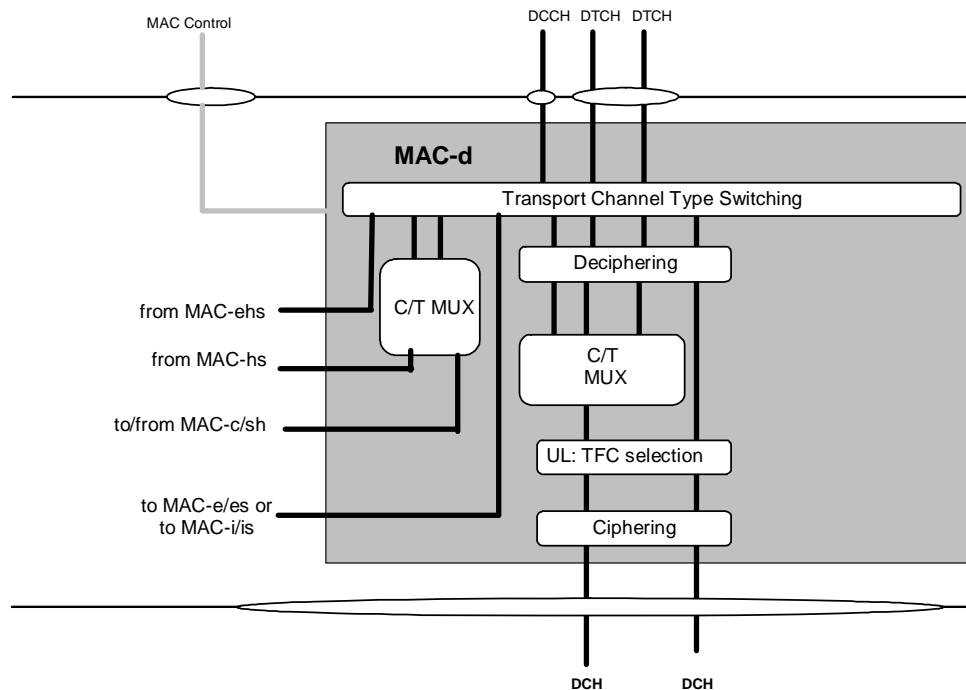 MAC Control
DCCH DTCH DTCH
MAC-d
Transport Channel Type Switching
Deciphering
C/T MUX
from MAC-ehs
from MAC-hs
C/T
MUX
to/from MAC-c/sh
UL: TFC selection
to MAC-e/es or
to MAC-i/is
Ciphering
DCH DCH